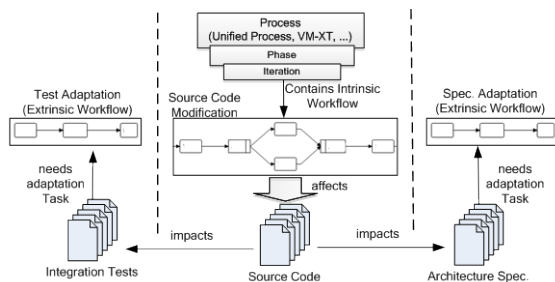 Process
(Unified Process, VM-XT, ...)
Phase
Iteration
Contains Intrinsic
Workflow
Source Code
Modification
Test Adaptation
(Extrinsic Workflow)
Spec. Adaptation
(Extrinsic Workflow)
needs
adaptation
Task
affects
needs
adaptation
Task
impacts
impacts
Integration Tests
Source Code
Architecture Spec.